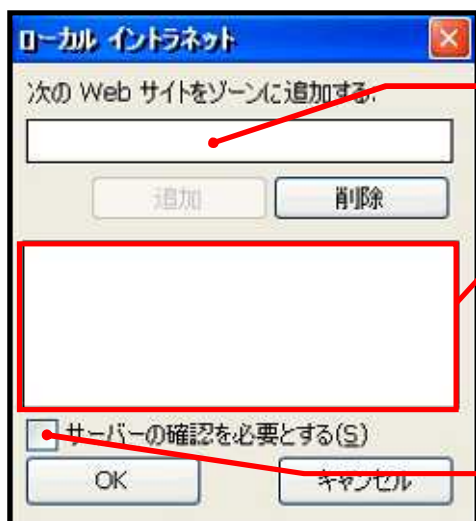 ローカル イントラネット
次の Web サイトをゾーンに追加する:
追加 削除
サーバーの確認を必要とする(S)
OK キャンセル